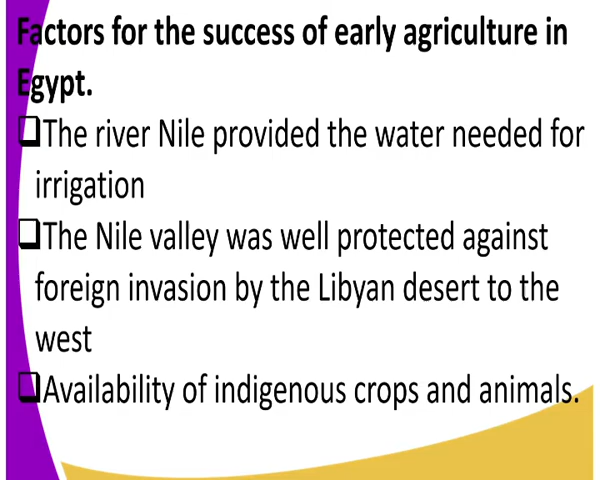 Factors for the success of early agriculture in
Egypt.
❑The river Nile provided the water needed for
irrigation
❑The Nile valley was well protected against
foreign invasion by the Libyan desert to the
west
❑Availability of indigenous crops and animals.